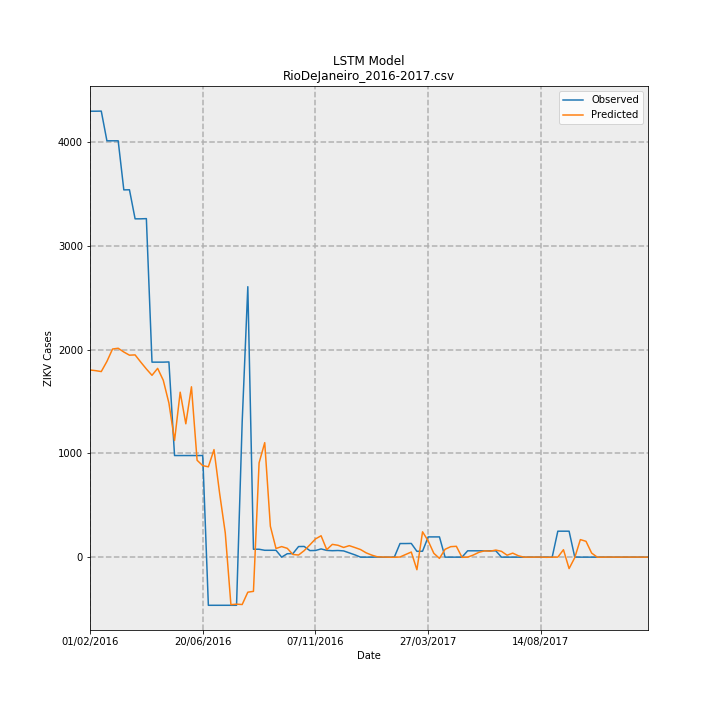 LSTM Model
RioDeJaneiro_2016-2017.csv
Observed
Predicted
ZIKV Cases
4000
3000
2000
1000
0
01/02/2016
20/06/2016
07/11/2016
27/03/2017
14/08/2017
Date